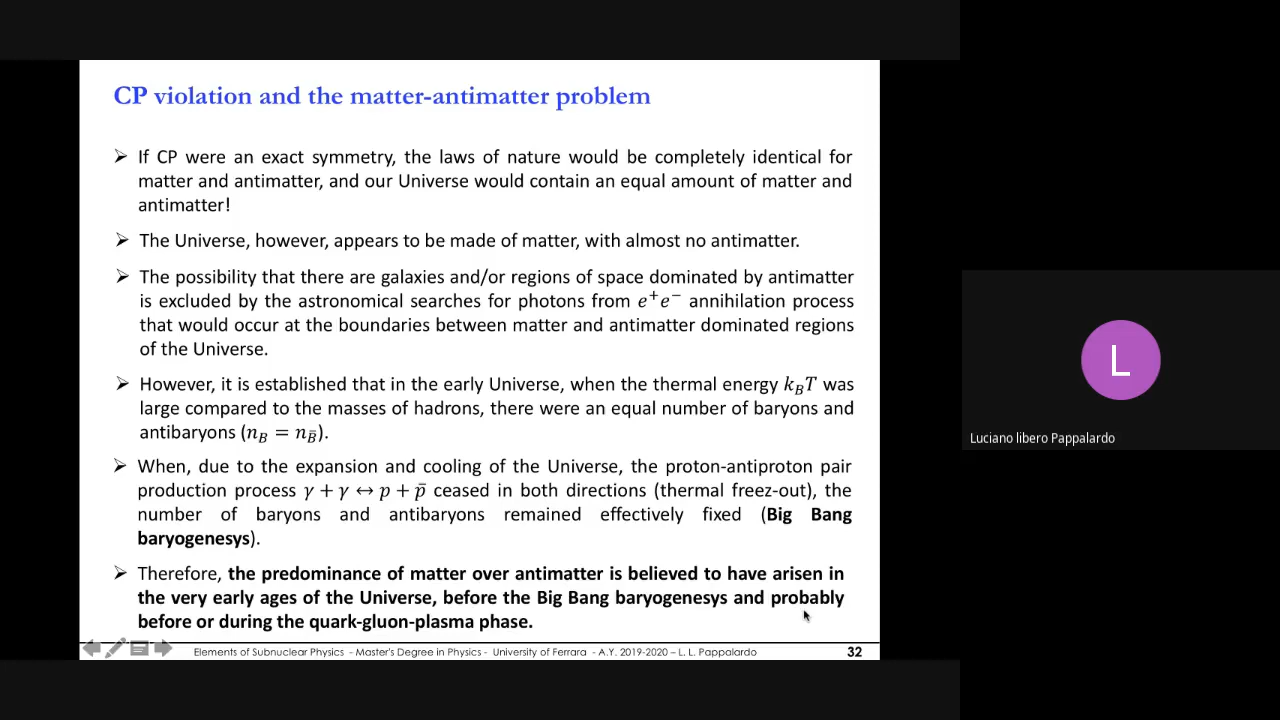 CP violation and the matter-antimatter problem
➢ If CP were an exact symmetry, the laws of nature would be completely identical for
matter and antimatter, and our Universe would contain an equal amount of matter and
antimatter!
➢ The Universe, however, appears to be made of matter, with almost no antimatter.
➢ The possibility that there are galaxies and/or regions of space dominated by antimatter
is excluded by the astronomical searches for photons from e⁺e⁻ annihilation process
that would occur at the boundaries between matter and antimatter dominated regions
of the Universe.
➢ However, it is established that in the early Universe, when the thermal energy k_BT was
large compared to the masses of hadrons, there were an equal number of baryons and
antibaryons (n_B = n_B̄).
➢ When, due to the expansion and cooling of the Universe, the proton-antiproton pair
production process γ + γ ↔ p + p̄ ceased in both directions (thermal freez-out), the
number of baryons and antibaryons remained effectively fixed (Big Bang
baryogenesys).
➢ Therefore, the predominance of matter over antimatter is believed to have arisen in
the very early ages of the Universe, before the Big Bang baryogenesys and probably
before or during the quark-gluon-plasma phase.
Elements of Subnuclear Physics - Master's Degree in Physics - University of Ferrara - A.Y. 2019-2020 – L. L. Pappalardo 32
L
Luciano libero Pappalardo